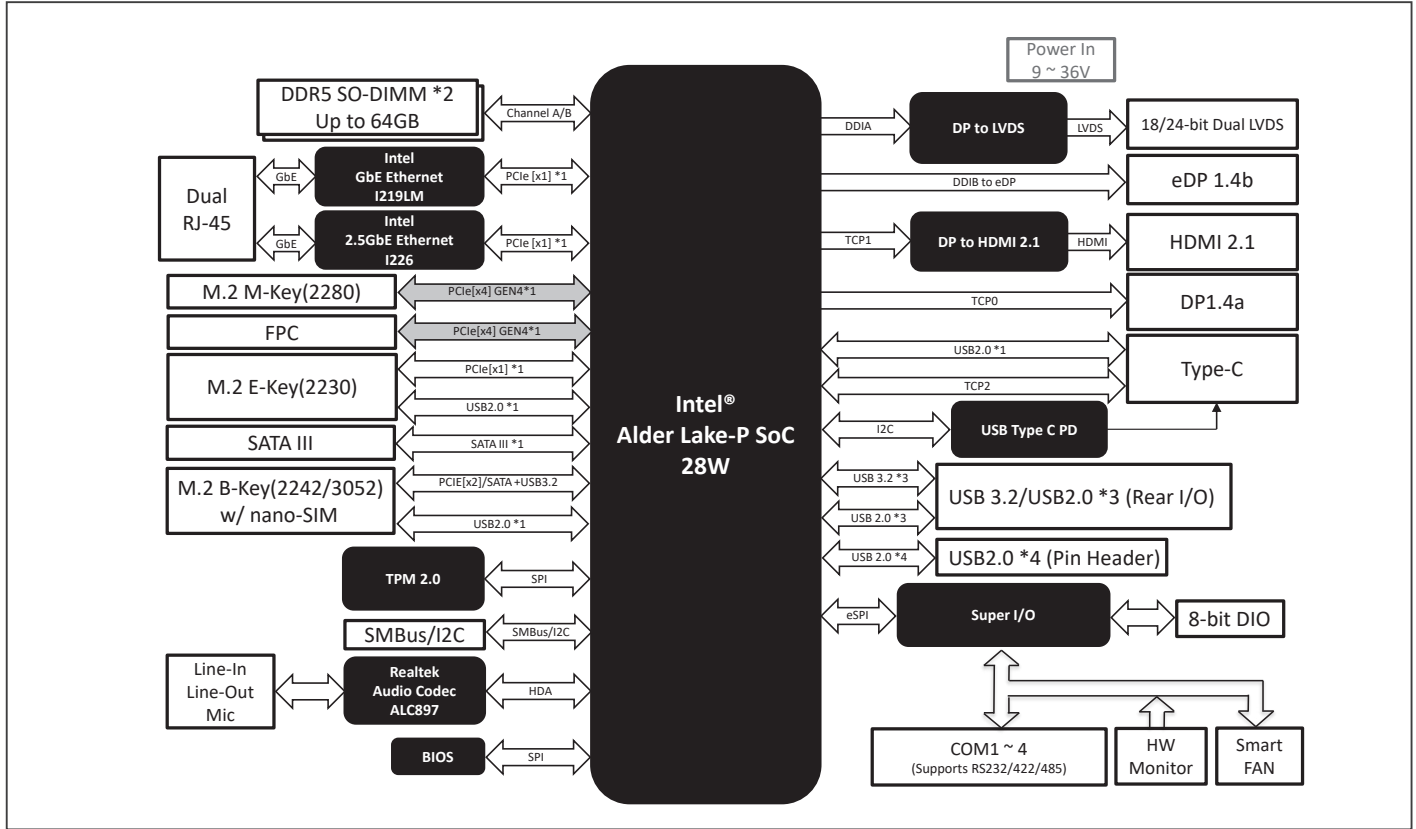 Power In
9 ~ 36V
DDR5 SO-DIMM *2
Up to 64GB
Channel A/B
Dual
RJ-45
GbE
Intel
GbE Ethernet
I219LM
PCIe [x1] *1
GbE
Intel
2.5GbE Ethernet
I226
PCIe [x1] *1
M.2 M-Key(2280)
PCIe[x4] GEN4*1
FPC
PCIe[x4] GEN4*1
M.2 E-Key(2230)
PCIe[x1] *1
USB2.0 *1
SATA III
SATA III *1
M.2 B-Key(2242/3052)
w/ nano-SIM
PCIE[x2]/SATA +USB3.2
USB2.0 *1
TPM 2.0
SPI
SMBus/I2C
SMBus/I2C
Line-In
Line-Out
Mic
Realtek
Audio Codec
ALC897
HDA
BIOS
SPI
Intel®
Alder Lake-P SoC
28W
DDIA
DP to LVDS
LVDS
18/24-bit Dual LVDS
DDIB to eDP
eDP 1.4b
TCP1
DP to HDMI 2.1
HDMI
HDMI 2.1
TCP0
DP1.4a
USB2.0 *1
TCP2
Type-C
I2C
USB Type C PD
USB 3.2 *3
USB 2.0 *3
USB 3.2/USB2.0 *3 (Rear I/O)
USB 2.0 *4
USB2.0 *4 (Pin Header)
eSPI
Super I/O
8-bit DIO
COM1 ~ 4
(Supports RS232/422/485)
HW
Monitor
Smart
FAN